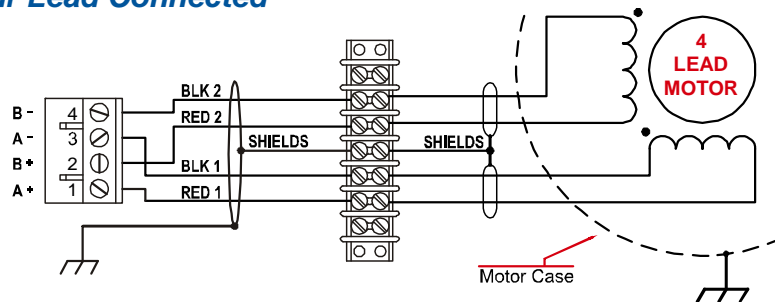 Lead Connected
B - 4
A - 3
B + 2
A + 1
BLK 2
RED 2
SHIELDS
BLK 1
RED 1
SHIELDS
4
LEAD
MOTOR
Motor Case